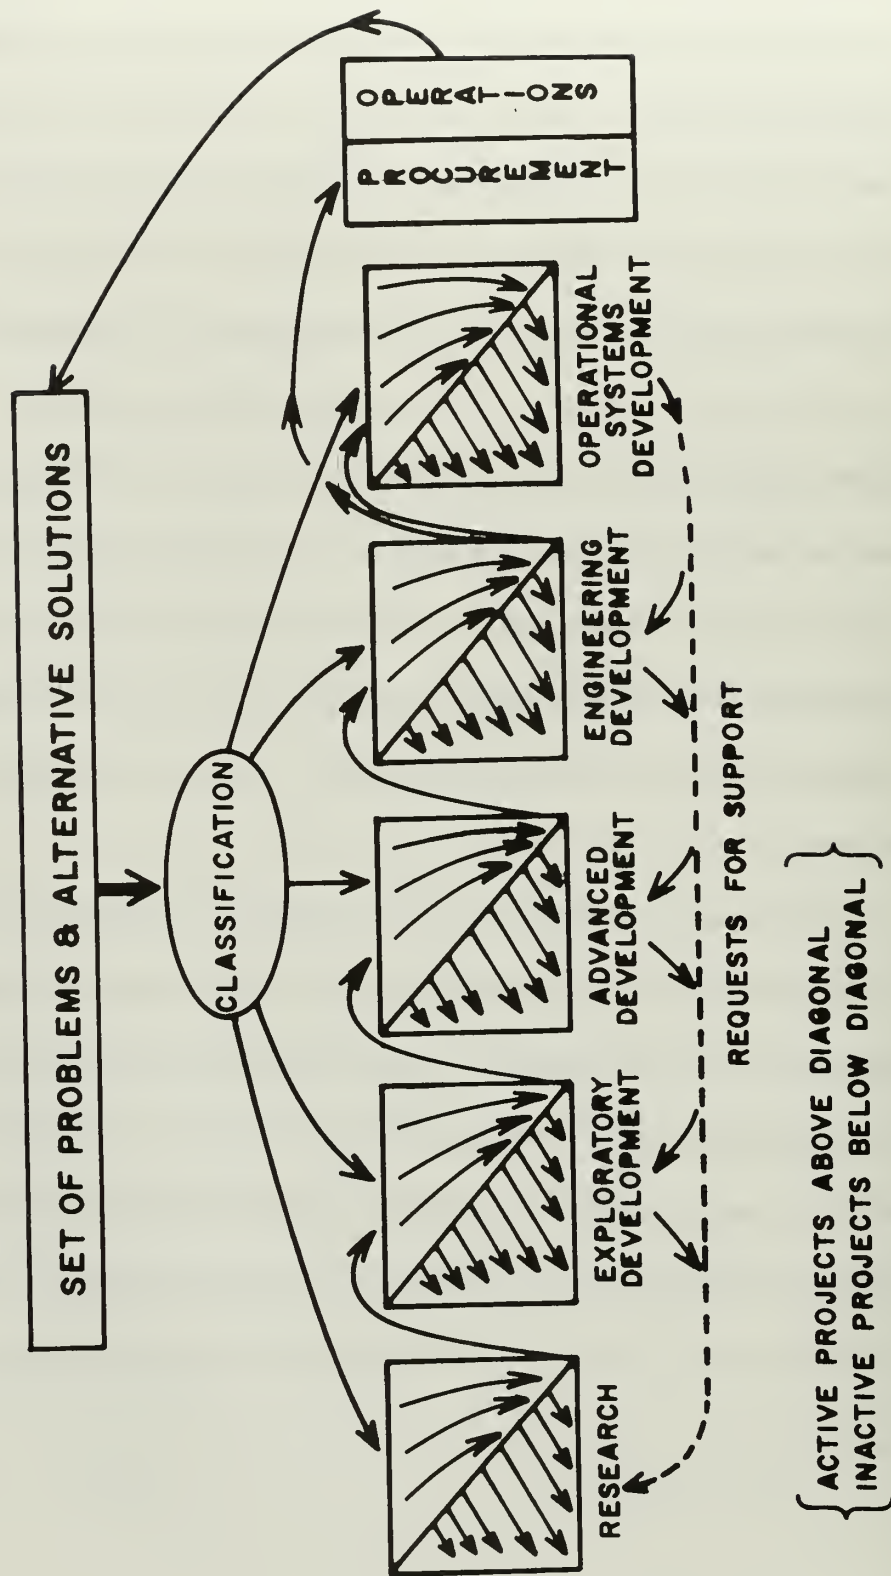 SET OF PROBLEMS & ALTERNATIVE SOLUTIONS
CLASSIFICATION
RESEARCH
EXPLORATORY
DEVELOPMENT
ADVANCED
DEVELOPMENT
ENGINEERING
DEVELOPMENT
OPERATIONAL
SYSTEMS
DEVELOPMENT
PROCUREMENT
OPERATIONS
REQUESTS FOR SUPPORT
ACTIVE PROJECTS ABOVE DIAGONAL
INACTIVE PROJECTS BELOW DIAGONAL